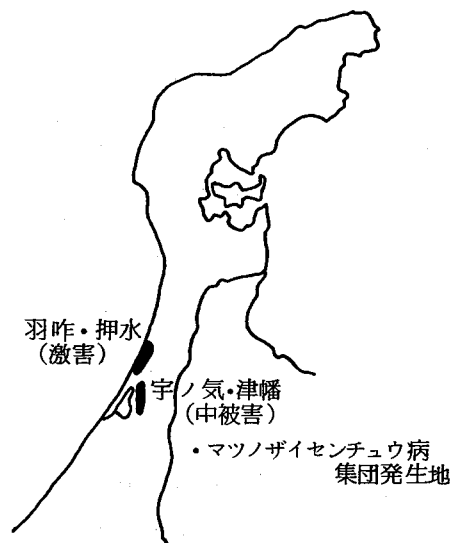 羽咋・押水
(激害)
宇ノ気・津幡
(中被害)
・マツノザイセンチュウ病
集団発生地